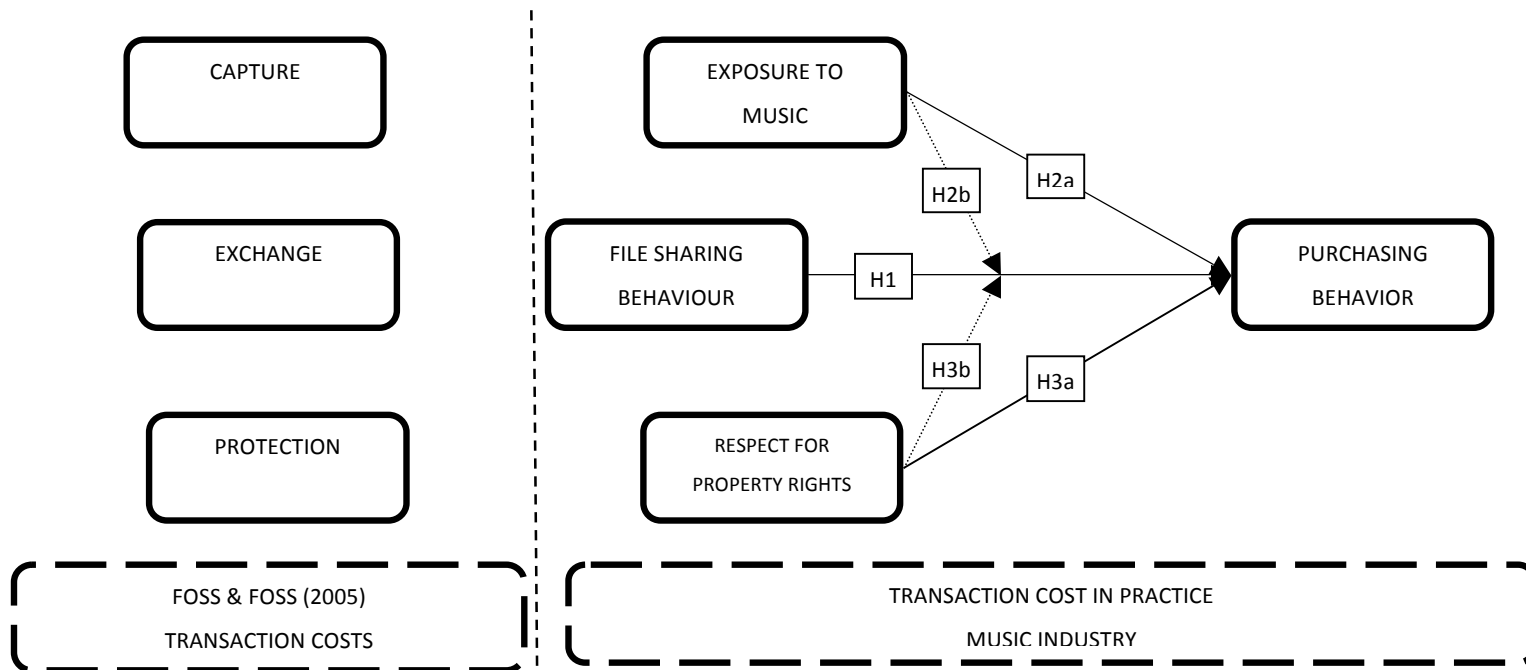 CAPTURE
EXPOSURE TO
MUSIC
H2a
H2b
EXCHANGE
FILE SHARING
BEHAVIOUR
H1
PURCHASING
BEHAVIOR
H3b
H3a
PROTECTION
RESPECT FOR
PROPERTY RIGHTS
FOSS & FOSS (2005)
TRANSACTION COSTS
TRANSACTION COST IN PRACTICE
MUSIC INDUSTRY